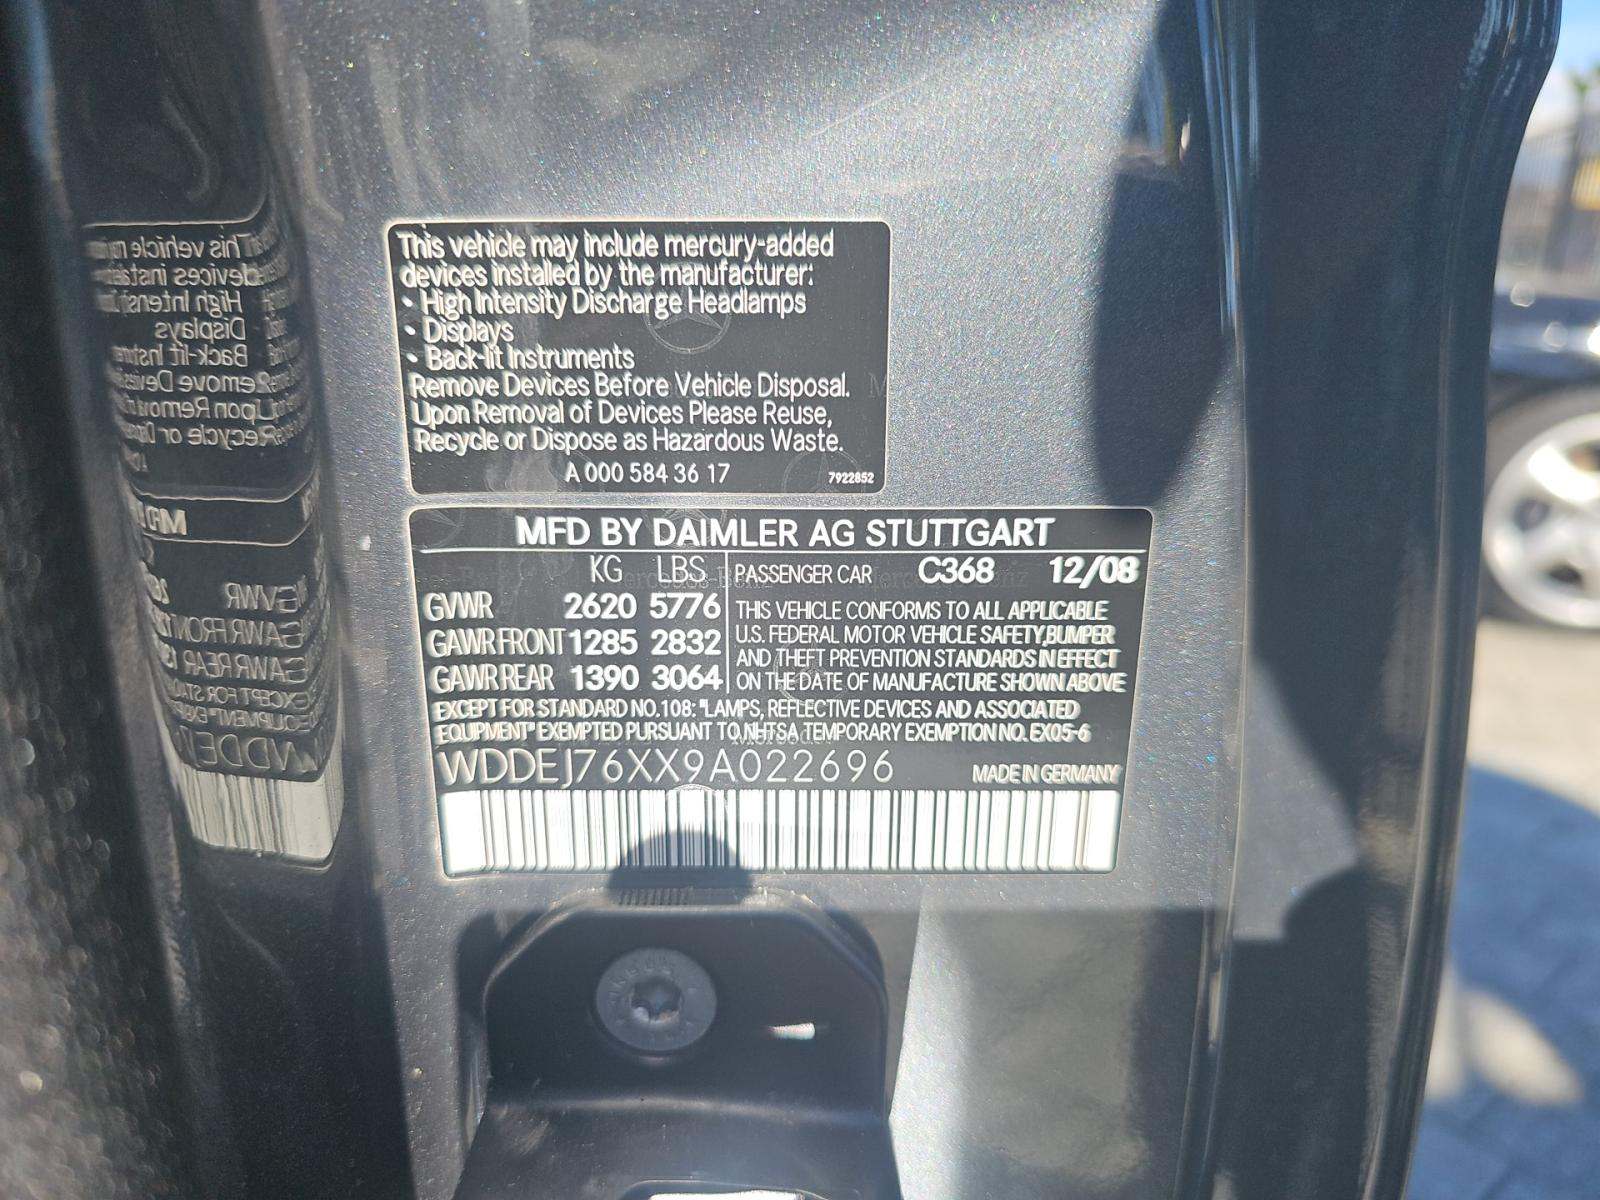 This vehicle may include mercury-added
devices installed by the manufacturer:
• High Intensity Discharge Headlamps
• Displays
• Back-lit Instruments
Remove Devices Before Vehicle Disposal.
Upon Removal of Devices Please Reuse,
Recycle or Dispose as Hazardous Waste.
A 000 584 36 17 7922852
MFD BY DAIMLER AG STUTTGART
KG LBS PASSENGER CAR C368 12/08
GVWR 2620 5776 THIS VEHICLE CONFORMS TO ALL APPLICABLE
GAWR FRONT 1285 2832 U.S. FEDERAL MOTOR VEHICLE SAFETY,BUMPER
AND THEFT PREVENTION STANDARDS IN EFFECT
GAWR REAR 1390 3064 ON THE DATE OF MANUFACTURE SHOWN ABOVE
EXCEPT FOR STANDARD NO.108: "LAMPS, REFLECTIVE DEVICES AND ASSOCIATED
EQUIPMENT" EXEMPTED PURSUANT TO NHTSA TEMPORARY EXEMPTION NO. EX05-6
WDDEJ76XX9A022696 MADE IN GERMANY